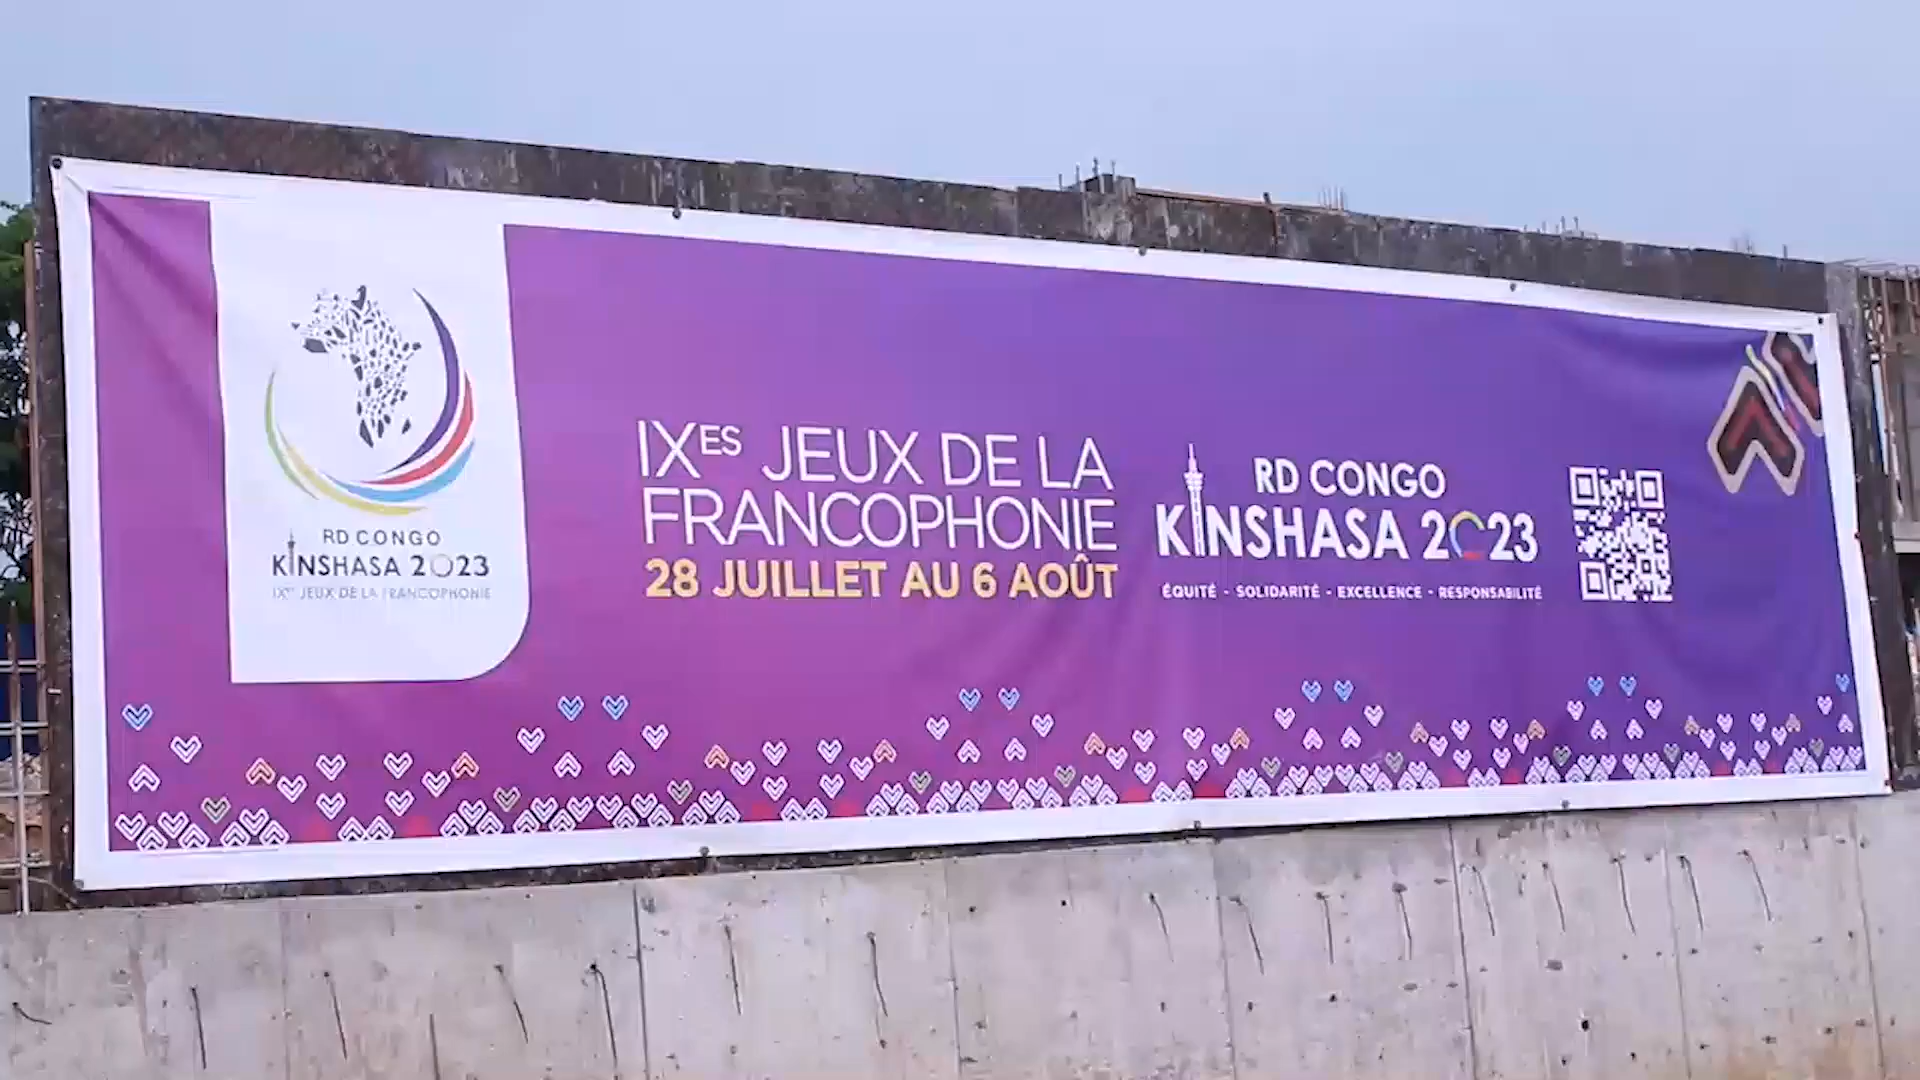 RD CONGO
KINSHASA 2023
IXES JEUX DE LA FRANCOPHONIE
IXES JEUX DE LA
FRANCOPHONIE
28 JUILLET AU 6 AOÛT
RD CONGO
KINSHASA 2023
ÉQUITÉ - SOLIDARITÉ - EXCELLENCE - RESPONSABILITÉ